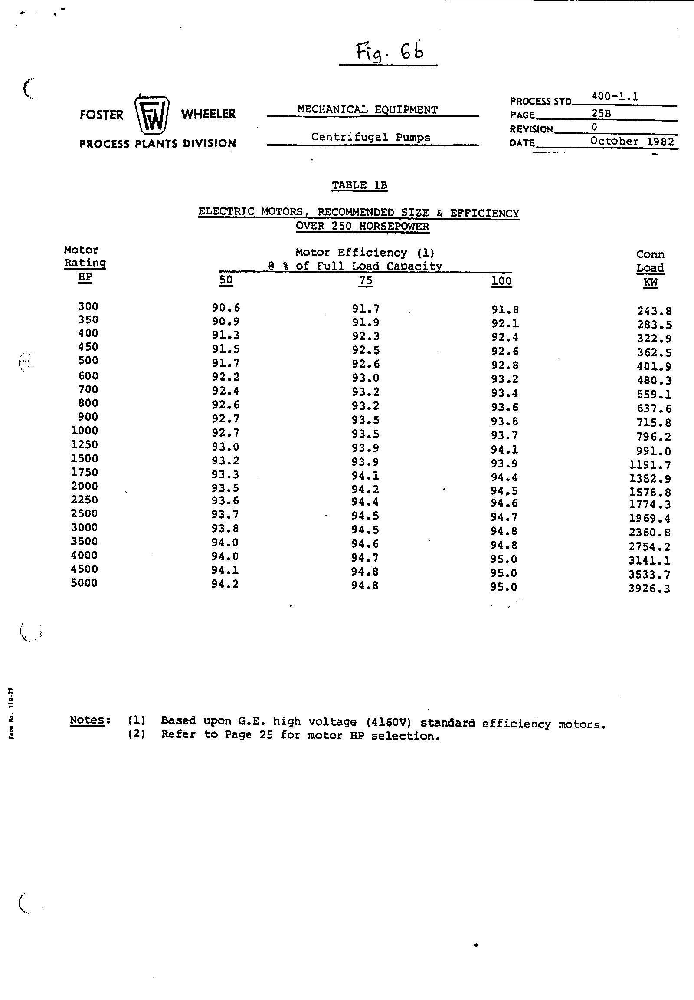 Fig. 6b
FOSTER FW WHEELER
PROCESS PLANTS DIVISION
MECHANICAL EQUIPMENT
Centrifugal Pumps
PROCESS STD. 400-1.1
PAGE 25B
REVISION 0
DATE October 1982
TABLE 1B
ELECTRIC MOTORS, RECOMMENDED SIZE & EFFICIENCY
OVER 250 HORSEPOWER
Motor Motor Efficiency (1) Conn
Rating @ % of Full Load Capacity Load
HP 50 75 100 KW
300 90.6 91.7 91.8 243.8
350 90.9 91.9 92.1 283.5
400 91.3 92.3 92.4 322.9
450 91.5 92.5 92.6 362.5
500 91.7 92.6 92.8 401.9
600 92.2 93.0 93.2 480.3
700 92.4 93.2 93.4 559.1
800 92.6 93.2 93.6 637.6
900 92.7 93.5 93.8 715.8
1000 92.7 93.5 93.7 796.2
1250 93.0 93.9 94.1 991.0
1500 93.2 93.9 93.9 1191.7
1750 93.3 94.1 94.4 1382.9
2000 93.5 94.2 94.5 1578.8
2250 93.6 94.4 94.6 1774.3
2500 93.7 94.5 94.7 1969.4
3000 93.8 94.5 94.8 2360.8
3500 94.0 94.6 94.8 2754.2
4000 94.0 94.7 95.0 3141.1
4500 94.1 94.8 95.0 3533.7
5000 94.2 94.8 95.0 3926.3
Form No. 110-27
Notes: (1) Based upon G.E. high voltage (4160V) standard efficiency motors.
(2) Refer to Page 25 for motor HP selection.